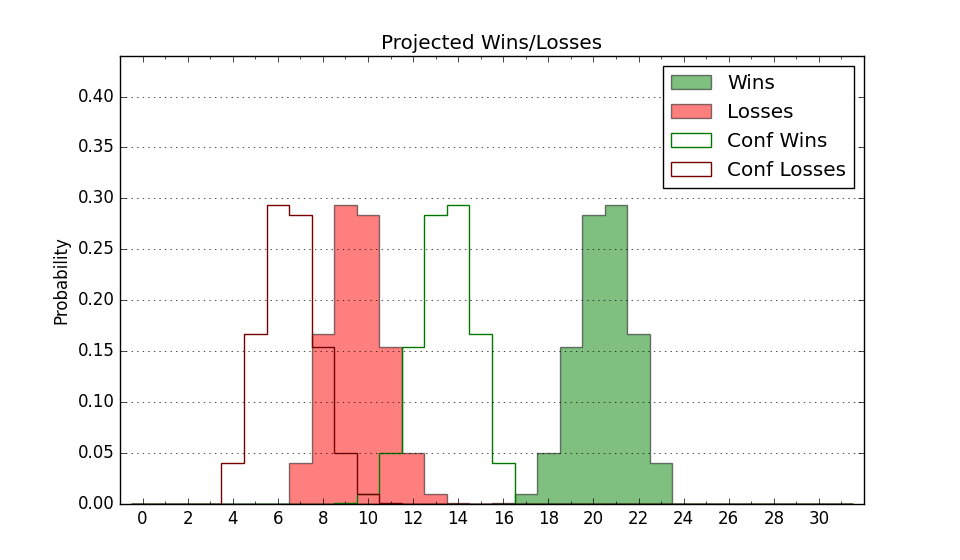 Projected Wins/Losses
Probability
0.40
0.35
0.30
0.25
0.20
0.15
0.10
0.05
0.00
0 2 4 6 8 10 12 14 16 18 20 22 24 26 28 30
Wins
Losses
Conf Wins
Conf Losses